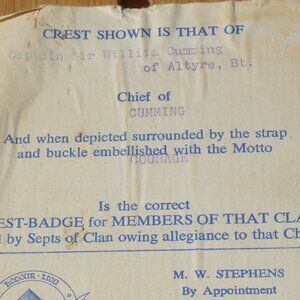 CREST SHOWN IS THAT OF
Captain Sir William Cumming
of Altyre, Bt.
Chief of
CUMMING
And when depicted surrounded by the strap
and buckle embellished with the Motto
COURAGE
Is the correct
EST-BADGE for MEMBERS OF THAT CLA
d by Septs of Clan owing allegiance to that Ch
M. W. STEPHENS
By Appointment